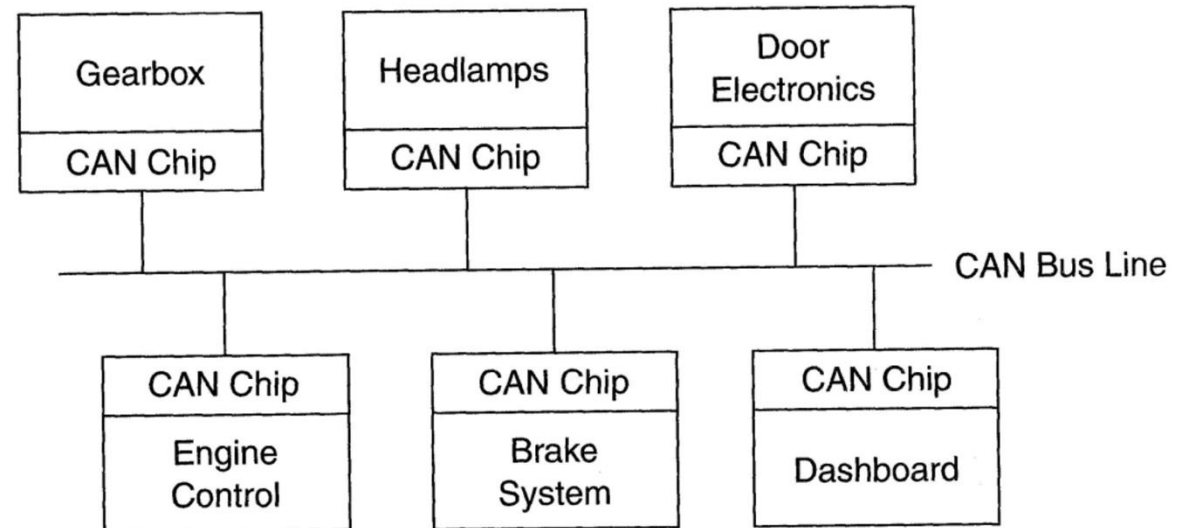 Gearbox
CAN Chip
Headlamps
CAN Chip
Door
Electronics
CAN Chip
CAN Bus Line
CAN Chip
Engine
Control
CAN Chip
Brake
System
CAN Chip
Dashboard